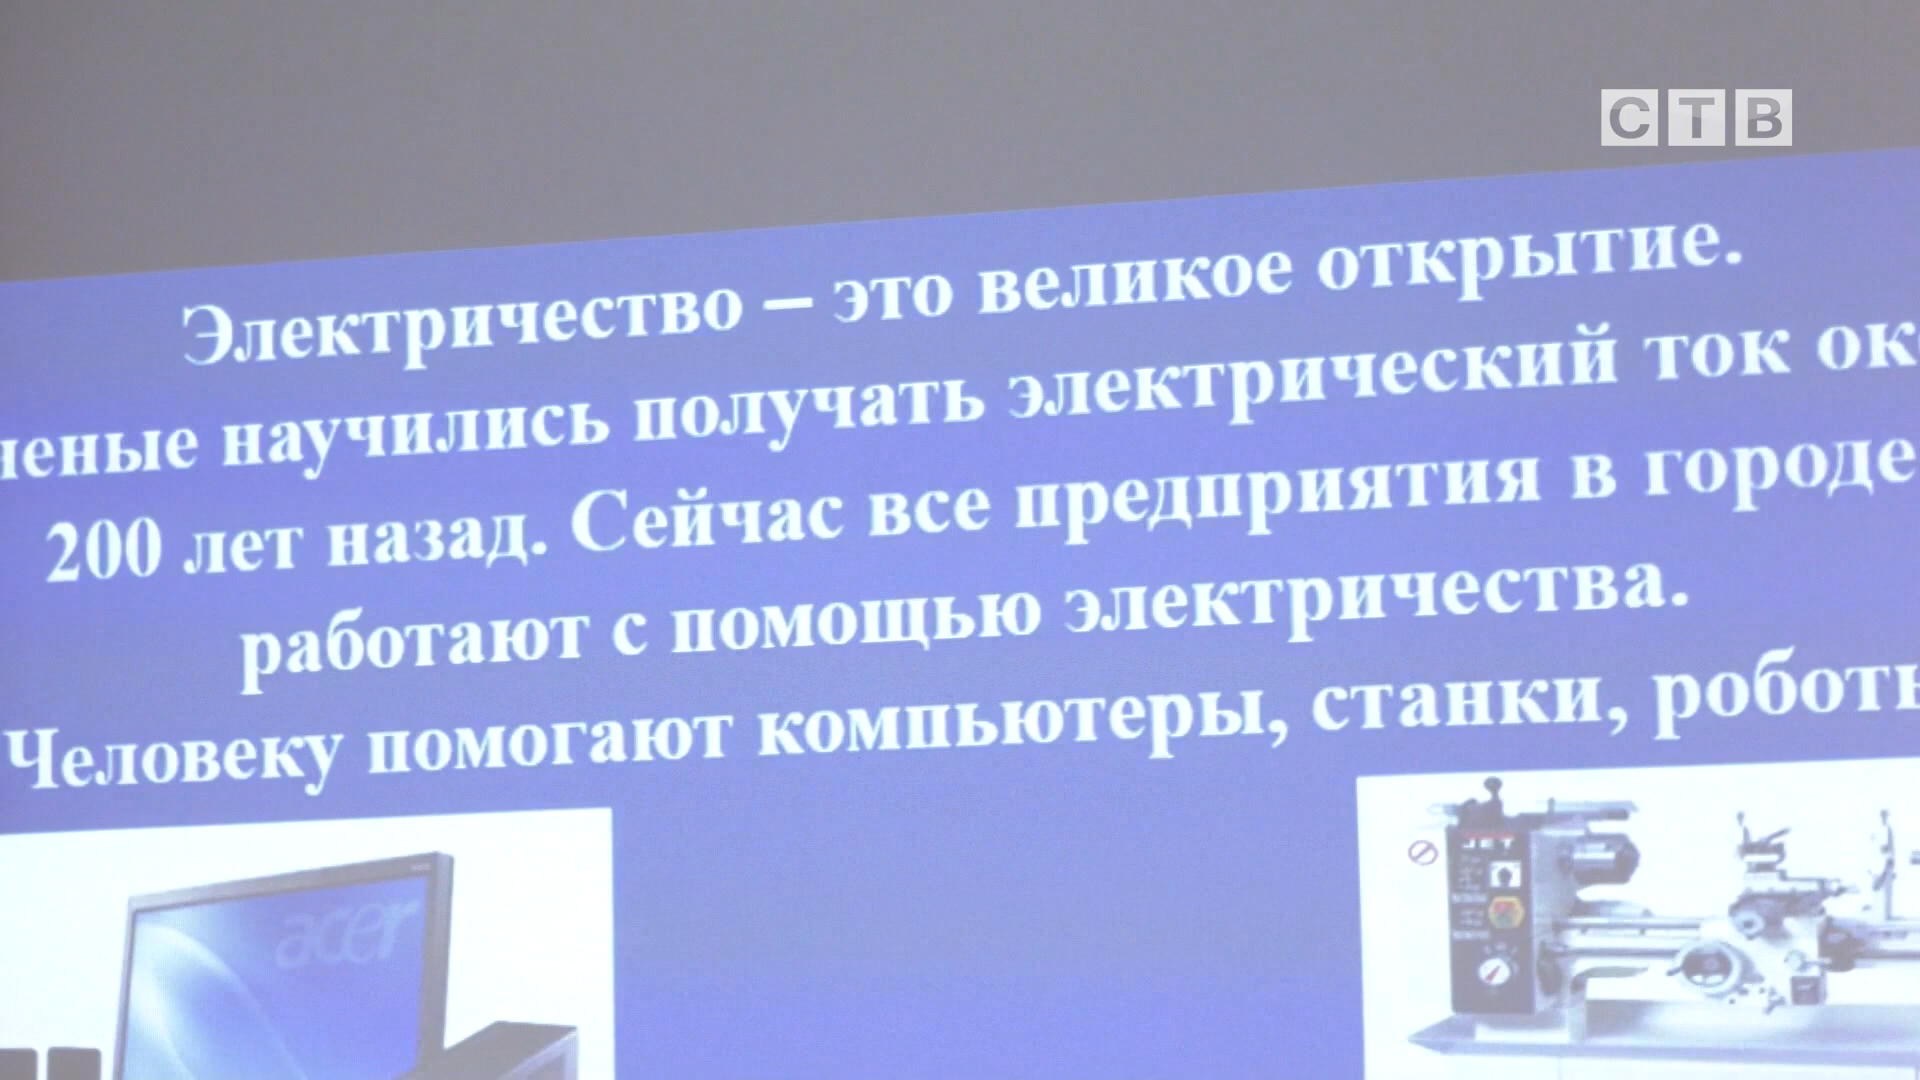 СТВ
Электричество – это великое открытие.
ченые научились получать электрический ток ок
200 лет назад. Сейчас все предприятия в городе
работают с помощью электричества.
Человеку помогают компьютеры, станки, роботы
acer
JET